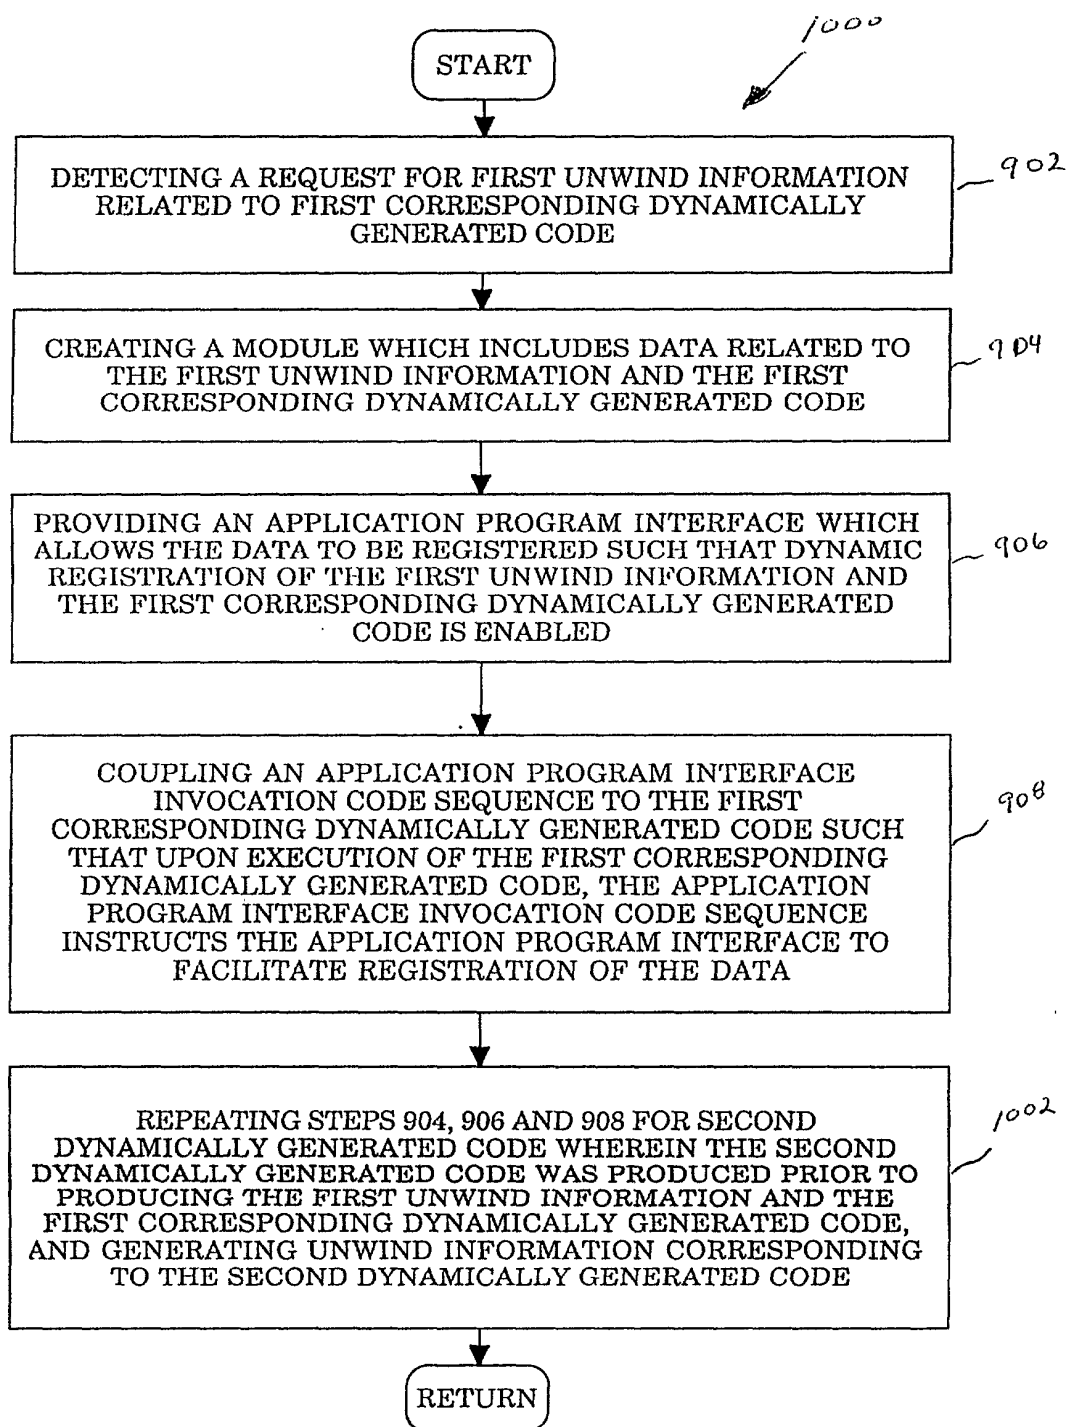 1000
START
DETECTING A REQUEST FOR FIRST UNWIND INFORMATION
RELATED TO FIRST CORRESPONDING DYNAMICALLY
GENERATED CODE
902
CREATING A MODULE WHICH INCLUDES DATA RELATED TO
THE FIRST UNWIND INFORMATION AND THE FIRST
CORRESPONDING DYNAMICALLY GENERATED CODE
904
PROVIDING AN APPLICATION PROGRAM INTERFACE WHICH
ALLOWS THE DATA TO BE REGISTERED SUCH THAT DYNAMIC
REGISTRATION OF THE FIRST UNWIND INFORMATION AND
THE FIRST CORRESPONDING DYNAMICALLY GENERATED
CODE IS ENABLED
906
COUPLING AN APPLICATION PROGRAM INTERFACE
INVOCATION CODE SEQUENCE TO THE FIRST
CORRESPONDING DYNAMICALLY GENERATED CODE SUCH
THAT UPON EXECUTION OF THE FIRST CORRESPONDING
DYNAMICALLY GENERATED CODE, THE APPLICATION
PROGRAM INTERFACE INVOCATION CODE SEQUENCE
INSTRUCTS THE APPLICATION PROGRAM INTERFACE TO
FACILITATE REGISTRATION OF THE DATA
908
REPEATING STEPS 904, 906 AND 908 FOR SECOND
DYNAMICALLY GENERATED CODE WHEREIN THE SECOND
DYNAMICALLY GENERATED CODE WAS PRODUCED PRIOR TO
PRODUCING THE FIRST UNWIND INFORMATION AND THE
FIRST CORRESPONDING DYNAMICALLY GENERATED CODE,
AND GENERATING UNWIND INFORMATION CORRESPONDING
TO THE SECOND DYNAMICALLY GENERATED CODE
1002
RETURN